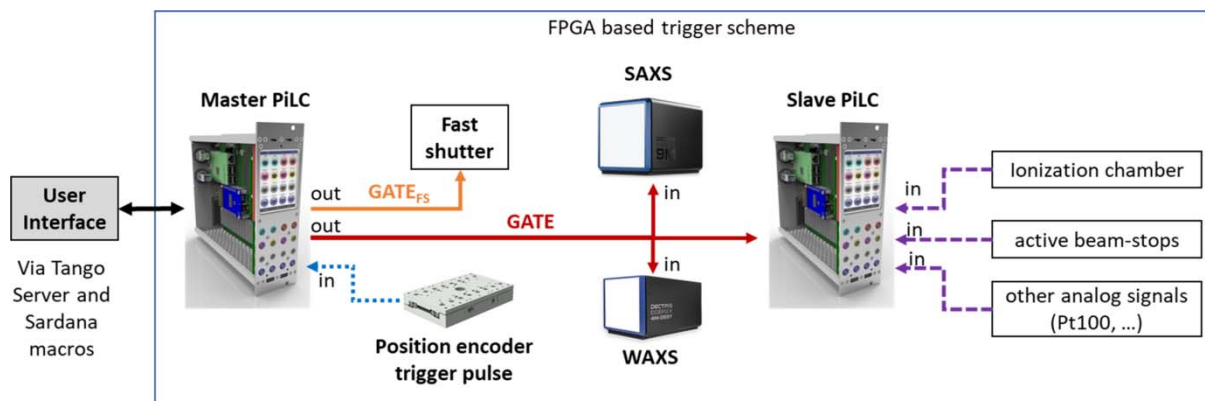 FPGA based trigger scheme
SAXS
Master PiLC
Slave PiLC
Fast
shutter
in
Ionization chamber
User
Interface
out
GATE_FS
in
out
GATE
in
active beam-stops
in
in
in
other analog signals
(Pt100, …)
Via Tango
Server and
Sardana
macros
Position encoder
trigger pulse
WAXS